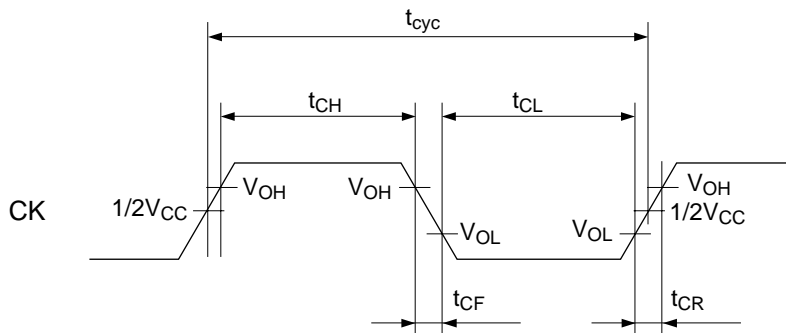 tcyc
tCH tCL
VOH VOH VOH
CK 1/2VCC 1/2VCC
VOL VOL
tCF tCR